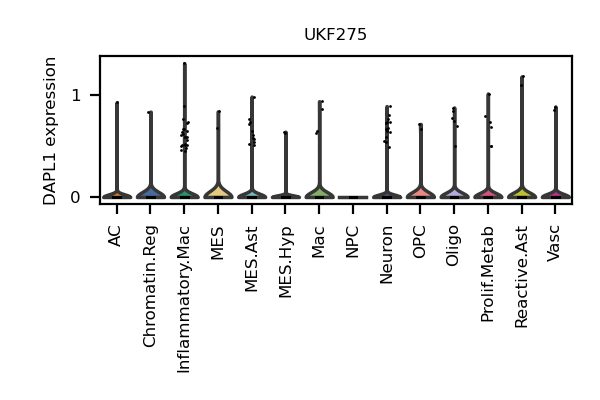 UKF275
DAPL1 expression
1
0
AC
Chromatin.Reg
Inflammatory.Mac
MES
MES.Ast
MES.Hyp
Mac
NPC
Neuron
OPC
Oligo
Prolif.Metab
Reactive.Ast
Vasc